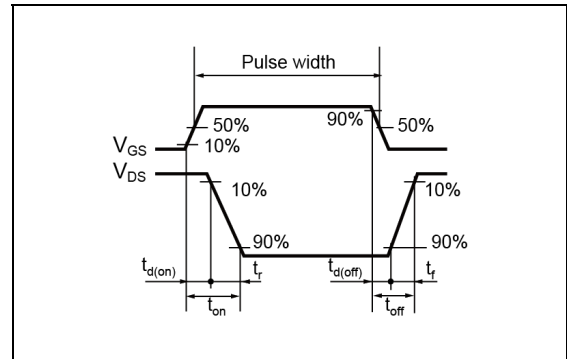 Pulse width
90% 50% 50%
10%
V_GS
V_DS
10% 10%
90% 90%
t_d(on) t_r t_d(off) t_f
t_on t_off